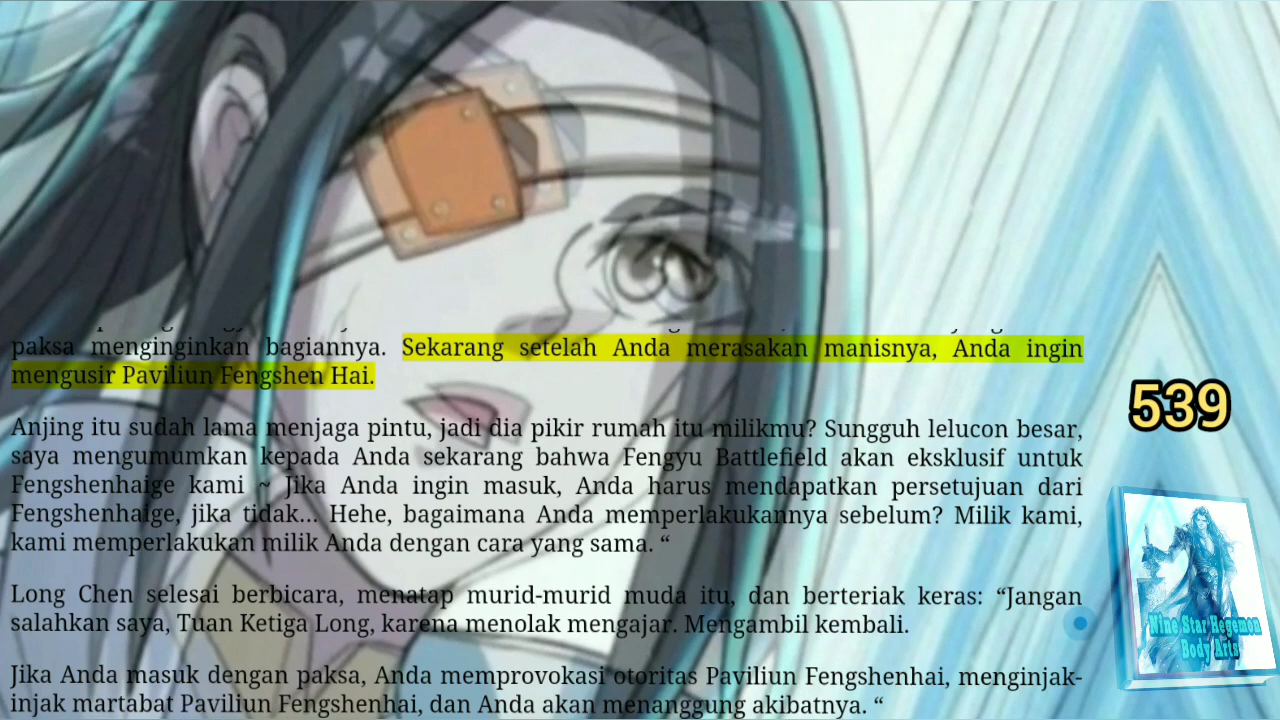 paksa menginginkan bagiannya. Sekarang setelah Anda merasakan manisnya, Anda ingin
mengusir Paviliun Fengshen Hai.
Anjing itu sudah lama menjaga pintu, jadi dia pikir rumah itu milikmu? Sungguh lelucon besar,
saya mengumumkan kepada Anda sekarang bahwa Fengyu Battlefield akan eksklusif untuk
Fengshenhaige kami ~ Jika Anda ingin masuk, Anda harus mendapatkan persetujuan dari
Fengshenhaige, jika tidak... Hehe, bagaimana Anda memperlakukannya sebelum? Milik kami,
kami memperlakukan milik Anda dengan cara yang sama. “
Long Chen selesai berbicara, menatap murid-murid muda itu, dan berteriak keras: “Jangan
salahkan saya, Tuan Ketiga Long, karena menolak mengajar. Mengambil kembali.
Jika Anda masuk dengan paksa, Anda memprovokasi otoritas Paviliun Fengshenhai, menginjak-
injak martabat Paviliun Fengshenhai, dan Anda akan menanggung akibatnya. “
539
Nine Star Hegemon
Body Arts